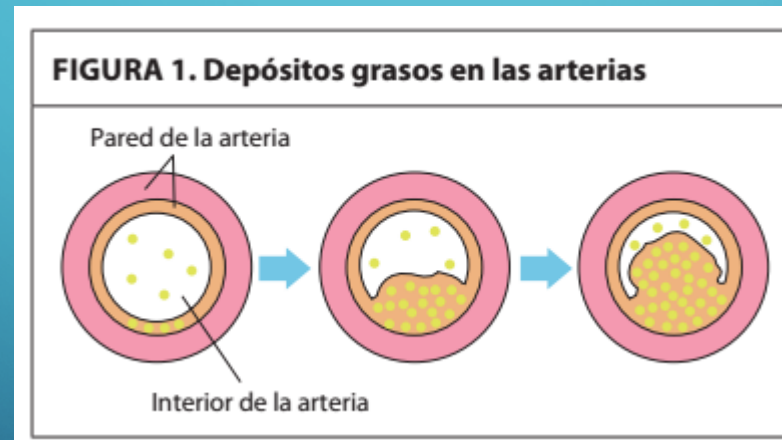 FIGURA 1. Depósitos grasos en las arterias
Pared de la arteria
Interior de la arteria